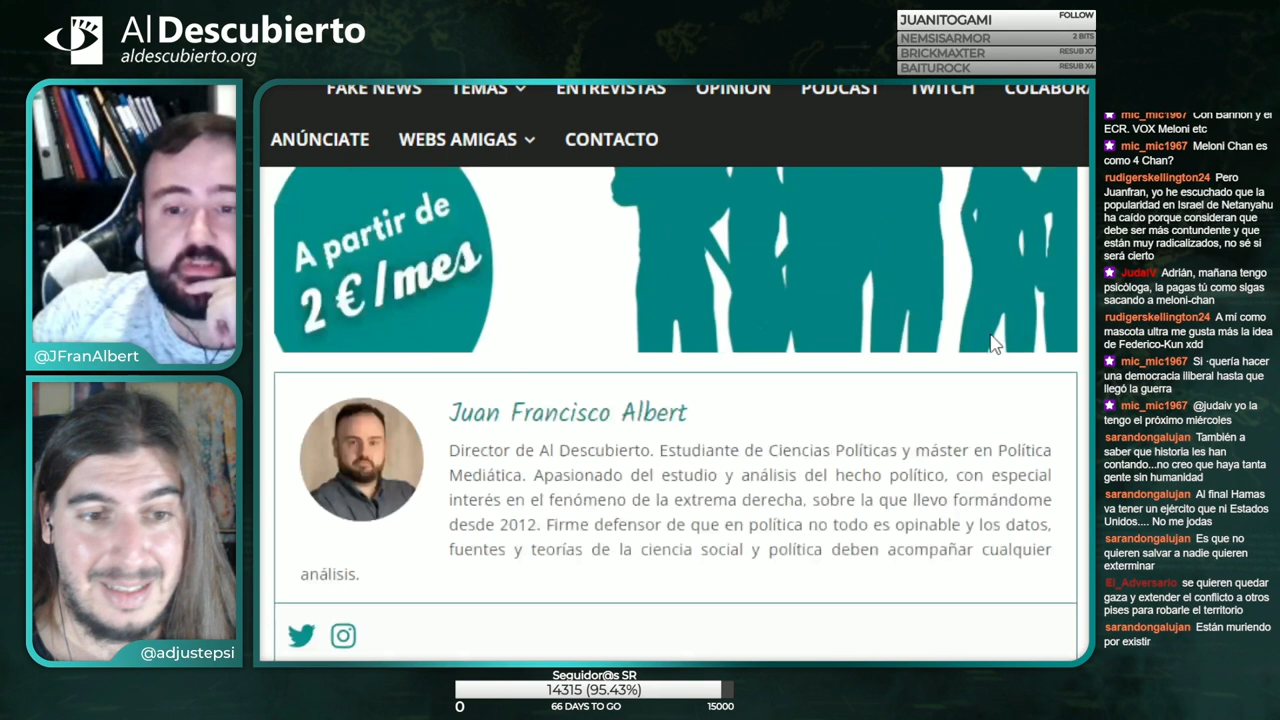 Al Descubierto
aldescubierto.org
JUANITOGAMI FOLLOW
NEMSISARMOR 2 BITS
BRICKMAXTER RESUB X7
BAITUROCK RESUB X4
FAKE NEWS TEMAS ENTREVISTAS OPINIÓN PODCAST TWITCH COLABORA
ANÚNCIATE WEBS AMIGAS CONTACTO
A partir de
2 €/mes
@JFranAlbert
@adjustepsi
Juan Francisco Albert
Director de Al Descubierto. Estudiante de Ciencias Políticas y máster en Política
Mediática. Apasionado del estudio y análisis del hecho político, con especial
interés en el fenómeno de la extrema derecha, sobre la que llevo formándome
desde 2012. Firme defensor de que en política no todo es opinable y los datos,
fuentes y teorías de la ciencia social y política deben acompañar cualquier
análisis.
mic_mic1967 Con Bannon y el
ECR. VOX Meloni etc
mic_mic1967 Meloni Chan es
como 4 Chan?
rudigerskellington24 Pero
Juanfran, yo he escuchado que la
popularidad en Israel de Netanyahu
ha caído porque consideran que
debe ser más contundente y que
están muy radicalizados, no sé si
será cierto
JudaIV Adrián, mañana tengo
psicóloga, la pagas tú como sigas
sacando a meloni-chan
rudigerskellington24 A mí como
mascota ultra me gusta más la idea
de Federico-Kun xdd
mic_mic1967 Si ·quería hacer
una democracia iliberal hasta que
llegó la guerra
mic_mic1967 @judaiv yo la
tengo el próximo miércoles
sarandongalujan También a
saber que historia les han
contando...no creo que haya tanta
gente sin humanidad
sarandongalujan Al final Hamas
va tener un ejército que ni Estados
Unidos.... No me jodas
sarandongalujan Es que no
quieren salvar a nadie quieren
exterminar
El_Adversario se quieren quedar
gaza y extender el conflicto a otros
pises para robarle el territorio
sarandongalujan Están muriendo
por existir
Seguidor@s SR
14315 (95.43%)
0 66 DAYS TO GO 15000